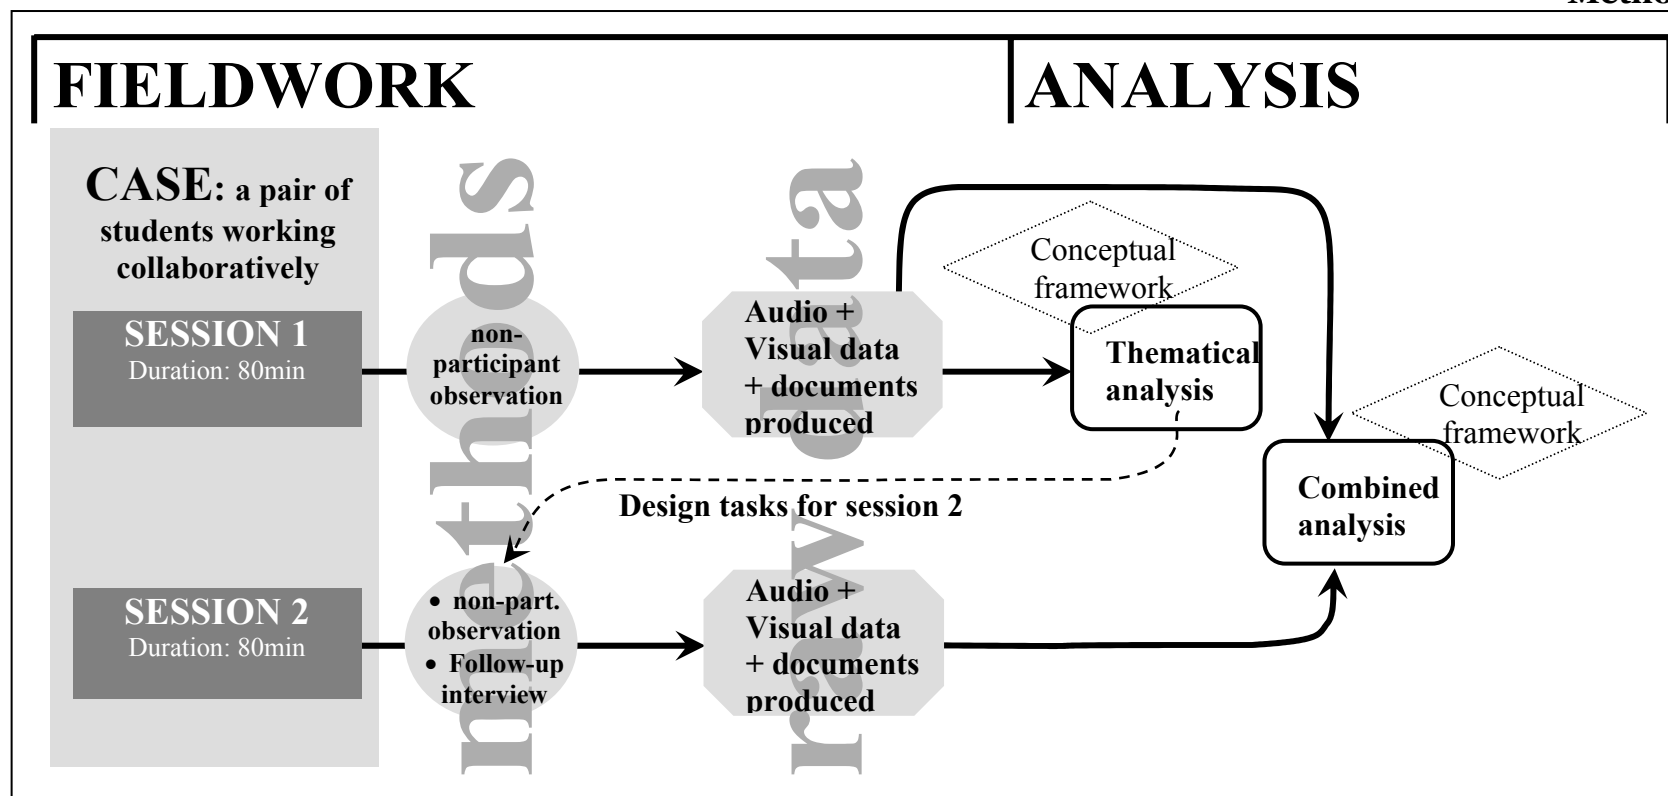 FIELDWORK
ANALYSIS
CASE: a pair of
students working
collaboratively
methods
raw data
SESSION 1
Duration: 80min
non-
participant
observation
Audio +
Visual data
+ documents
produced
Conceptual
framework
Thematical
analysis
Conceptual
framework
Combined
analysis
Design tasks for session 2
SESSION 2
Duration: 80min
• non-part.
observation
• Follow-up
interview
Audio +
Visual data
+ documents
produced